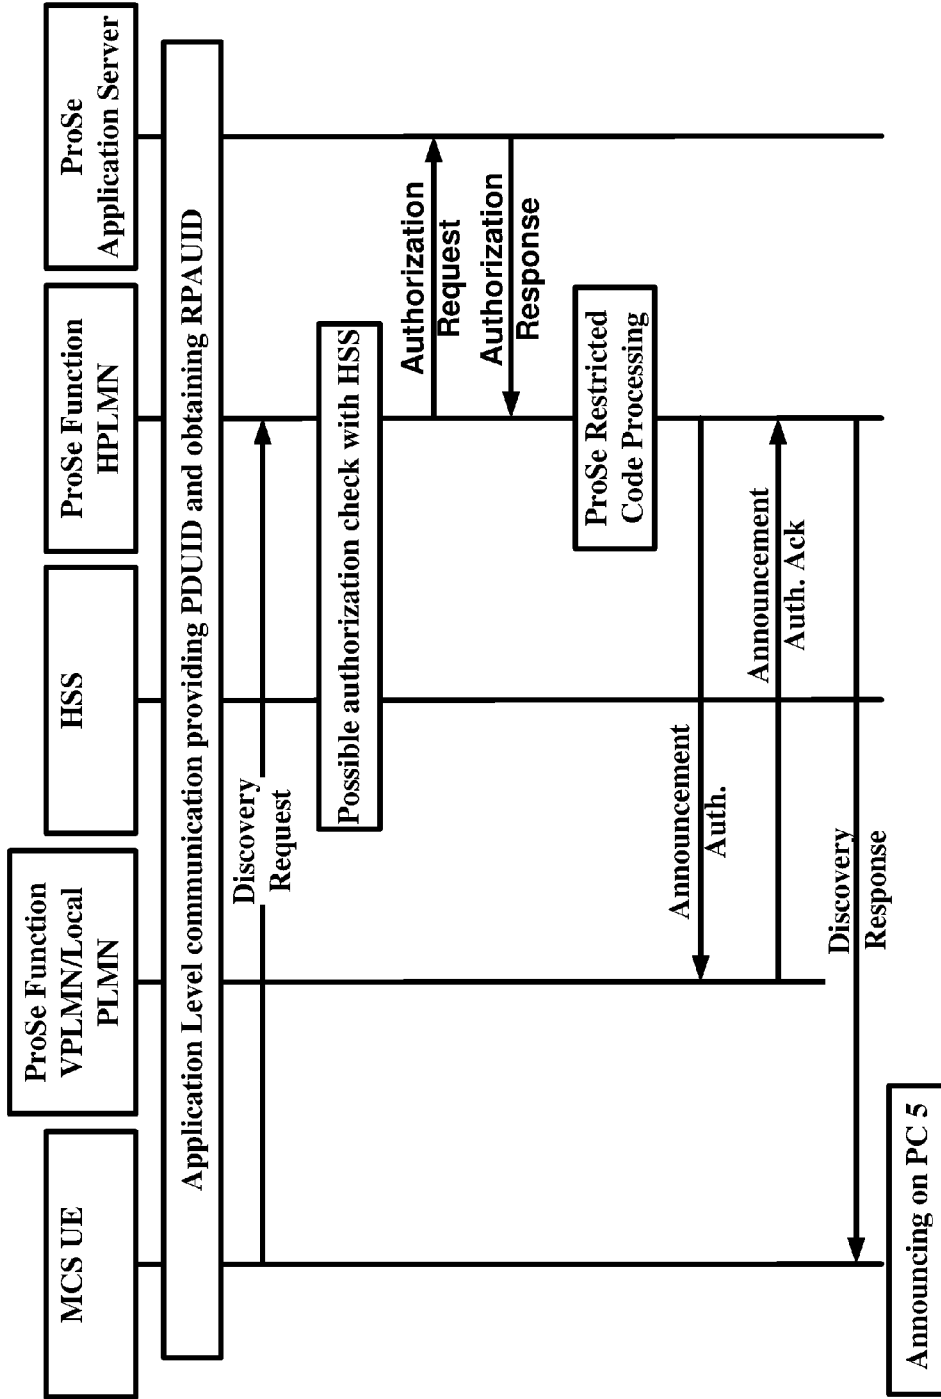 MCS UE
ProSe Function
VPLMN/Local
PLMN
HSS
ProSe Function
HPLMN
ProSe
Application Server
Application Level communication providing PDUID and obtaining RPAUID
Discovery
Request
Possible authorization check with HSS
Authorization
Request
Authorization
Response
ProSe Restricted
Code Processing
Announcement
Auth.
Announcement
Auth. Ack
Discovery
Response
Announcing on PC 5